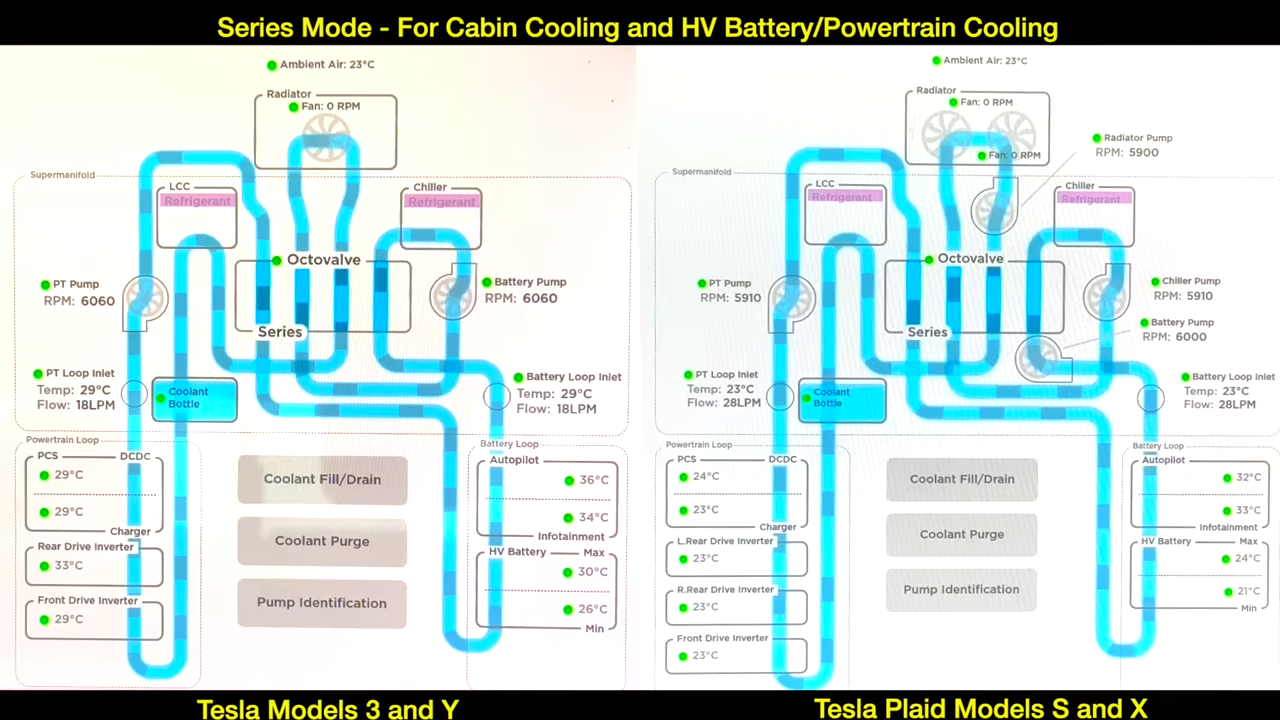 Series Mode - For Cabin Cooling and HV Battery/Powertrain Cooling
Ambient Air: 23°C
Radiator
Fan: 0 RPM
Supermanifold
LCC
Refrigerant
Chiller
Refrigerant
Octovalve
Series
PT Pump
RPM: 6060
Battery Pump
RPM: 6060
PT Loop Inlet
Temp: 29°C
Flow: 18LPM
Coolant
Bottle
Battery Loop Inlet
Temp: 29°C
Flow: 18LPM
Powertrain Loop
PCS DCDC
29°C
29°C
Charger
Rear Drive Inverter
33°C
Front Drive Inverter
29°C
Coolant Fill/Drain
Coolant Purge
Pump Identification
Battery Loop
Autopilot
36°C
34°C
Infotainment
HV Battery Max
30°C
26°C
Min
Tesla Models 3 and Y
Ambient Air: 23°C
Radiator
Fan: 0 RPM
Fan: 0 RPM
Radiator Pump
RPM: 5900
Supermanifold
LCC
Refrigerant
Chiller
Refrigerant
Octovalve
Series
PT Pump
RPM: 5910
Chiller Pump
RPM: 5910
Battery Pump
RPM: 6000
PT Loop Inlet
Temp: 23°C
Flow: 28LPM
Coolant
Bottle
Battery Loop Inlet
Temp: 23°C
Flow: 28LPM
Powertrain Loop
PCS DCDC
24°C
23°C
Charger
L.Rear Drive Inverter
23°C
R.Rear Drive Inverter
23°C
Front Drive Inverter
23°C
Coolant Fill/Drain
Coolant Purge
Pump Identification
Battery Loop
Autopilot
32°C
33°C
Infotainment
HV Battery Max
24°C
21°C
Min
Tesla Plaid Models S and X